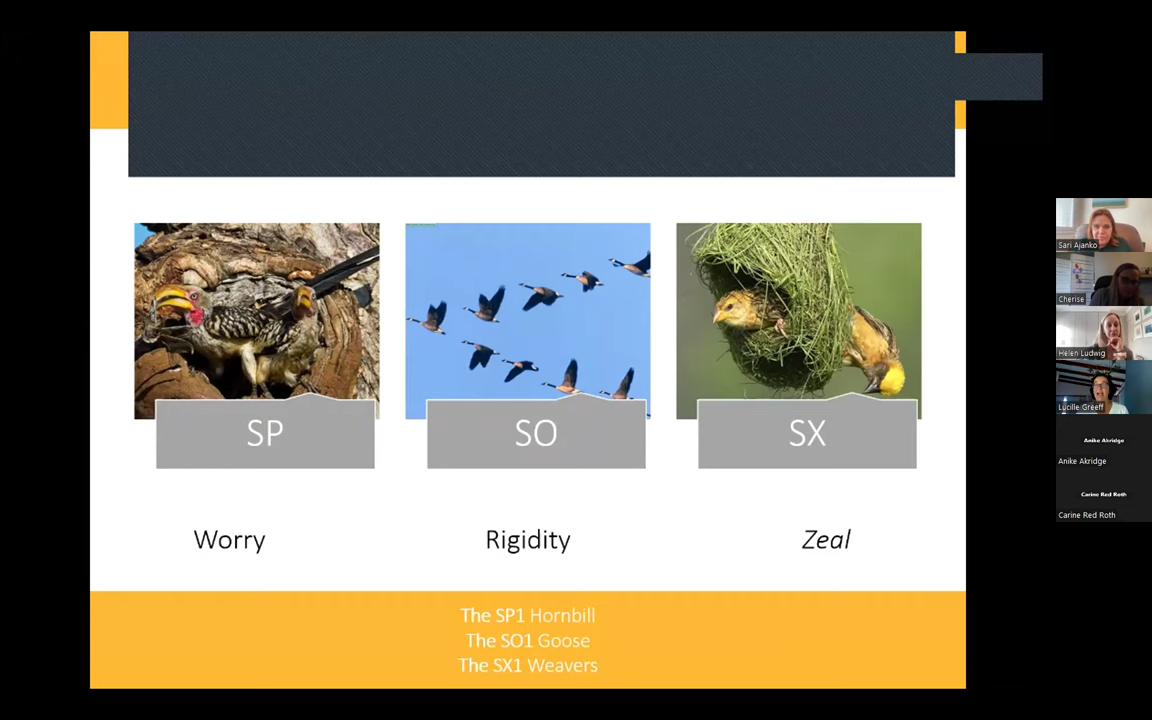 SP
SO
SX
Worry
Rigidity
Zeal
The SP1 Hornbill
The SO1 Goose
The SX1 Weavers
Sari Ajanko
Cherise
Helen Ludwig
Lucille Greeff
Anike Akridge
Anike Akridge
Carine Red Roth
Carine Red Roth